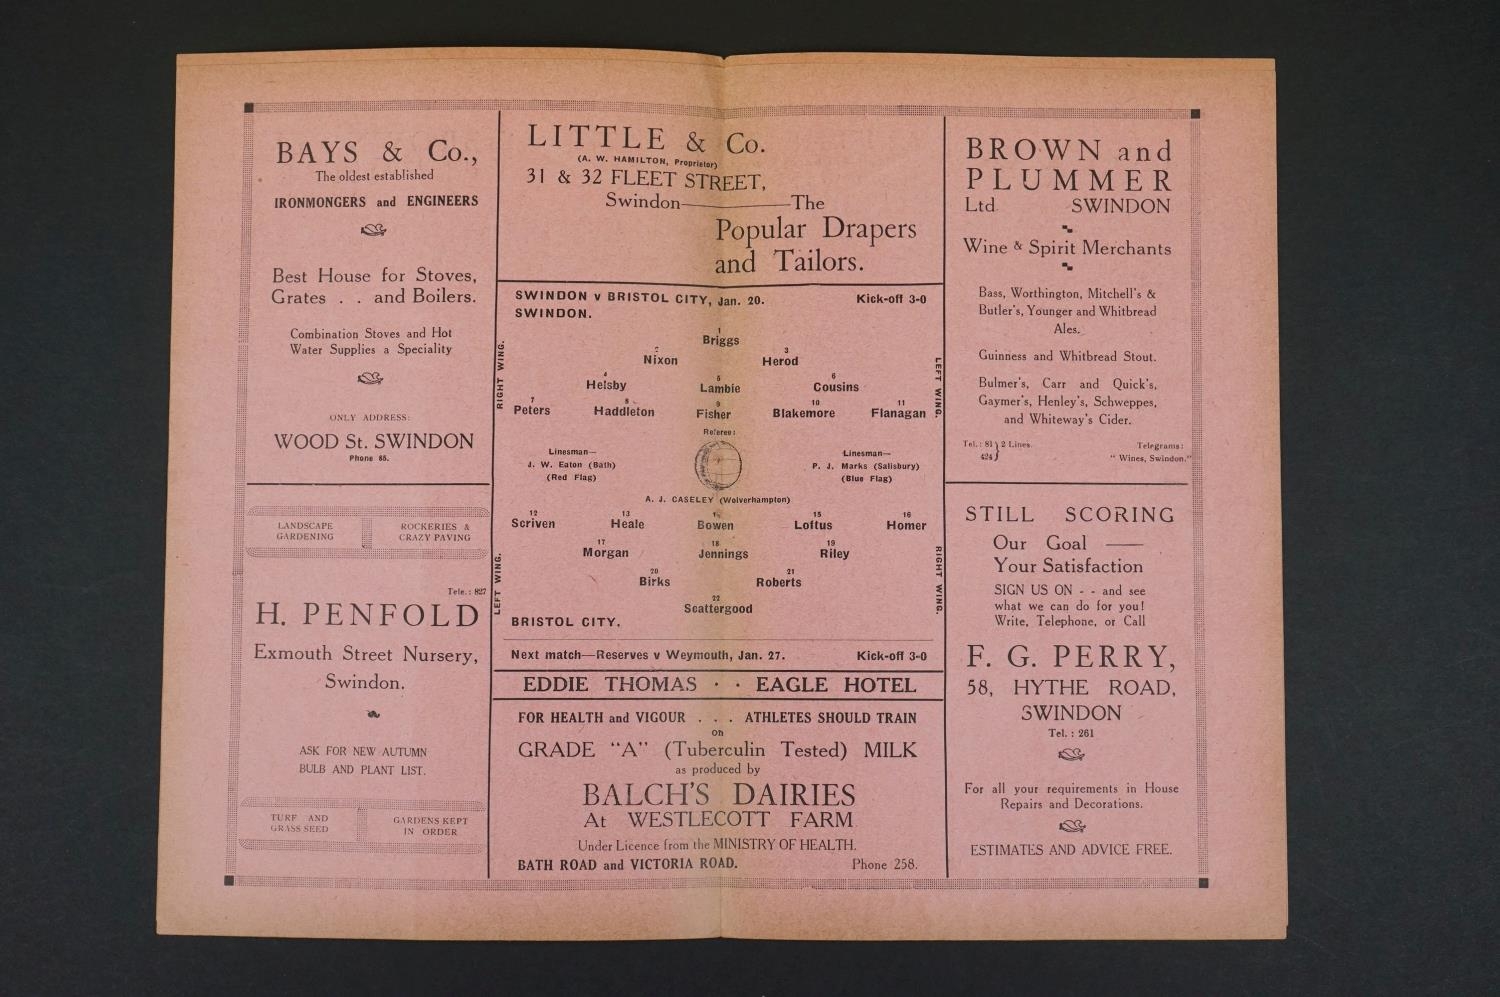 BAYS & Co.,
The oldest established
IRONMONGERS and ENGINEERS
Best House for Stoves,
Grates . . and Boilers.
Combination Stoves and Hot
Water Supplies a Speciality
ONLY ADDRESS:
WOOD St. SWINDON
Phone 65.
LANDSCAPE
GARDENING
ROCKERIES &
CRAZY PAVING
Tele.: 827
H. PENFOLD
Exmouth Street Nursery,
Swindon.
ASK FOR NEW AUTUMN
BULB AND PLANT LIST.
TURF AND
GRASS SEED
GARDENS KEPT
IN ORDER
LITTLE & Co.
(A. W. HAMILTON, Proprietor)
31 & 32 FLEET STREET,
Swindon———The
Popular Drapers
and Tailors.
SWINDON v BRISTOL CITY, Jan. 20. Kick-off 3-0
SWINDON.
RIGHT WING.
LEFT WING.
1
Briggs
2 3
Nixon Herod
4 5 6
Helsby Lambie Cousins
7 8 9 10 11
Peters Haddleton Fisher Blakemore Flanagan
Referee:
Linesman—
J. W. Eaton (Bath)
(Red Flag)
Linesman—
P. J. Marks (Salisbury)
(Blue Flag)
A. J. CASELEY (Wolverhampton)
12 13 15 16
Scriven Heale Bowen Loftus Homer
17 18 19
Morgan Jennings Riley
20 21
Birks Roberts
22
Scattergood
LEFT WING.
RIGHT WING.
BRISTOL CITY.
Next match—Reserves v Weymouth, Jan. 27. Kick-off 3-0
EDDIE THOMAS · · EAGLE HOTEL
FOR HEALTH and VIGOUR . . . ATHLETES SHOULD TRAIN
on
GRADE "A" (Tuberculin Tested) MILK
as produced by
BALCH'S DAIRIES
At WESTLECOTT FARM
Under Licence from the MINISTRY OF HEALTH.
BATH ROAD and VICTORIA ROAD. Phone 258.
BROWN and
PLUMMER
Ltd. SWINDON
Wine & Spirit Merchants
Bass, Worthington, Mitchell's &
Butler's, Younger and Whitbread
Ales.
Guinness and Whitbread Stout.
Bulmer's, Carr and Quick's,
Gaymer's, Henley's, Schweppes,
and Whiteway's Cider.
Tel.: 81 } 2 Lines. Telegrams:
424 } "Wines, Swindon."
STILL SCORING
Our Goal ——
Your Satisfaction
SIGN US ON - - and see
what we can do for you!
Write, Telephone, or Call
F. G. PERRY,
58, HYTHE ROAD,
SWINDON
Tel.: 261
For all your requirements in House
Repairs and Decorations.
ESTIMATES AND ADVICE FREE.